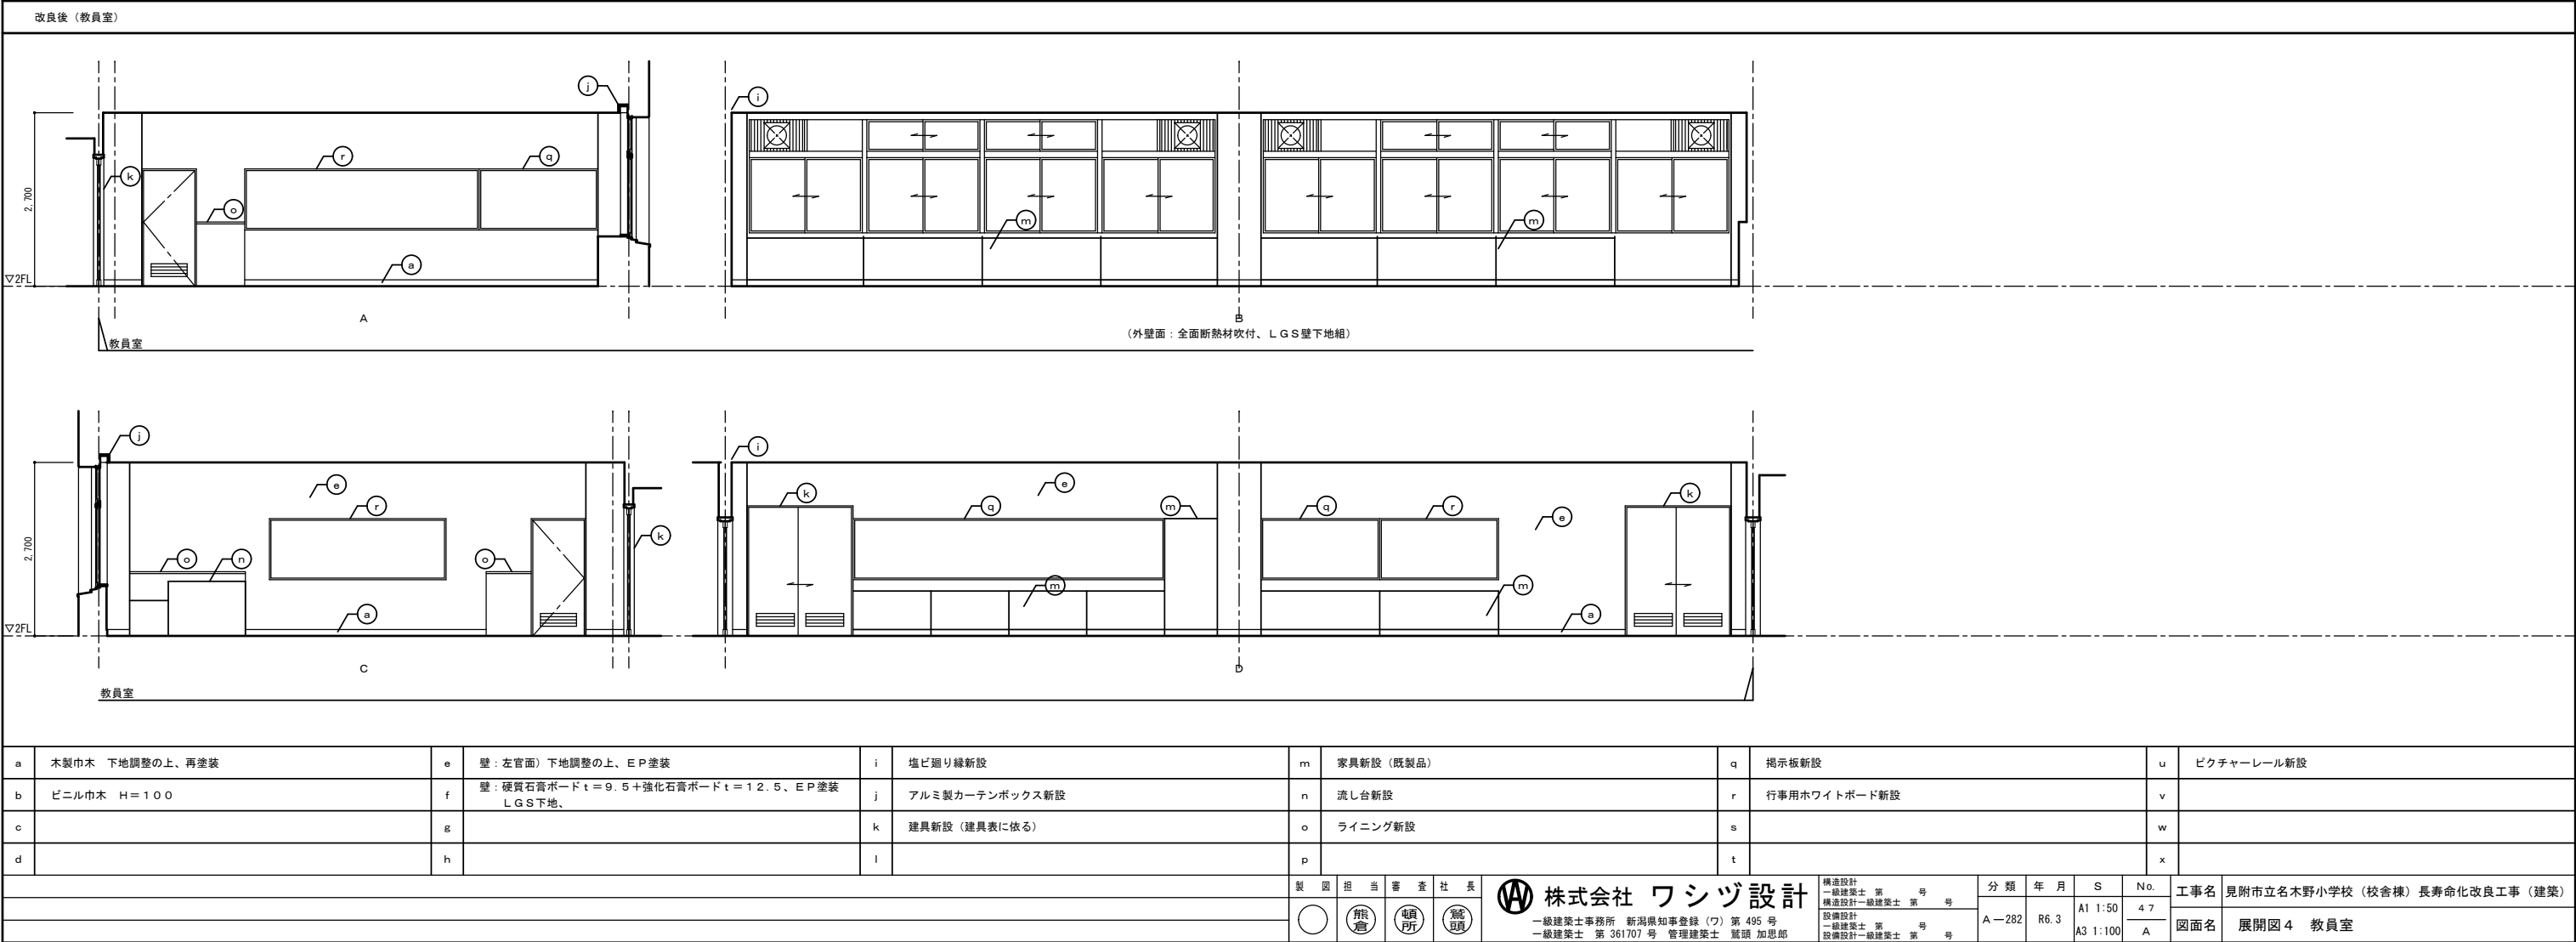 改良後（教員室）
j
i
r
q
k
o
m
m
a
2,700
▽2FL
A
B
（外壁面：全面断熱材吹付、ＬＧＳ壁下地組）
教員室
j
i
e
r
k
o
n
o
a
k
q
e
m
m
q
r
e
m
a
k
2,700
▽2FL
C
D
教員室
a 木製巾木　下地調整の上、再塗装
e 壁：左官面）下地調整の上、ＥＰ塗装
i 塩ビ廻り縁新設
m 家具新設（既製品）
q 掲示板新設
u ピクチャーレール新設
b ビニル巾木　Ｈ＝１００
f 壁：硬質石膏ボードｔ＝９．５＋強化石膏ボードｔ＝１２．５、ＥＰ塗装
ＬＧＳ下地、
j アルミ製カーテンボックス新設
n 流し台新設
r 行事用ホワイトボード新設
v
c
g
k 建具新設（建具表に依る）
o ライニング新設
s
w
d
h
l
p
t
x
製図 担当 審査 社長
熊倉 頓所 鷲頭
株式会社 ワシヅ設計
一級建築士事務所　新潟県知事登録（ワ）第 495 号
一級建築士　第 361707 号　管理建築士　鷲頭 加思郎
構造設計
一級建築士　第　　　号
構造設計一級建築士　第　　　号
設備設計
一級建築士　第　　　号
設備設計一級建築士　第　　　号
分類 年月 S No.
A－282 R6.3 A1 1:50 47
A3 1:100 A
工事名 見附市立名木野小学校（校舎棟）長寿命化改良工事（建築）
図面名 展開図４　教員室